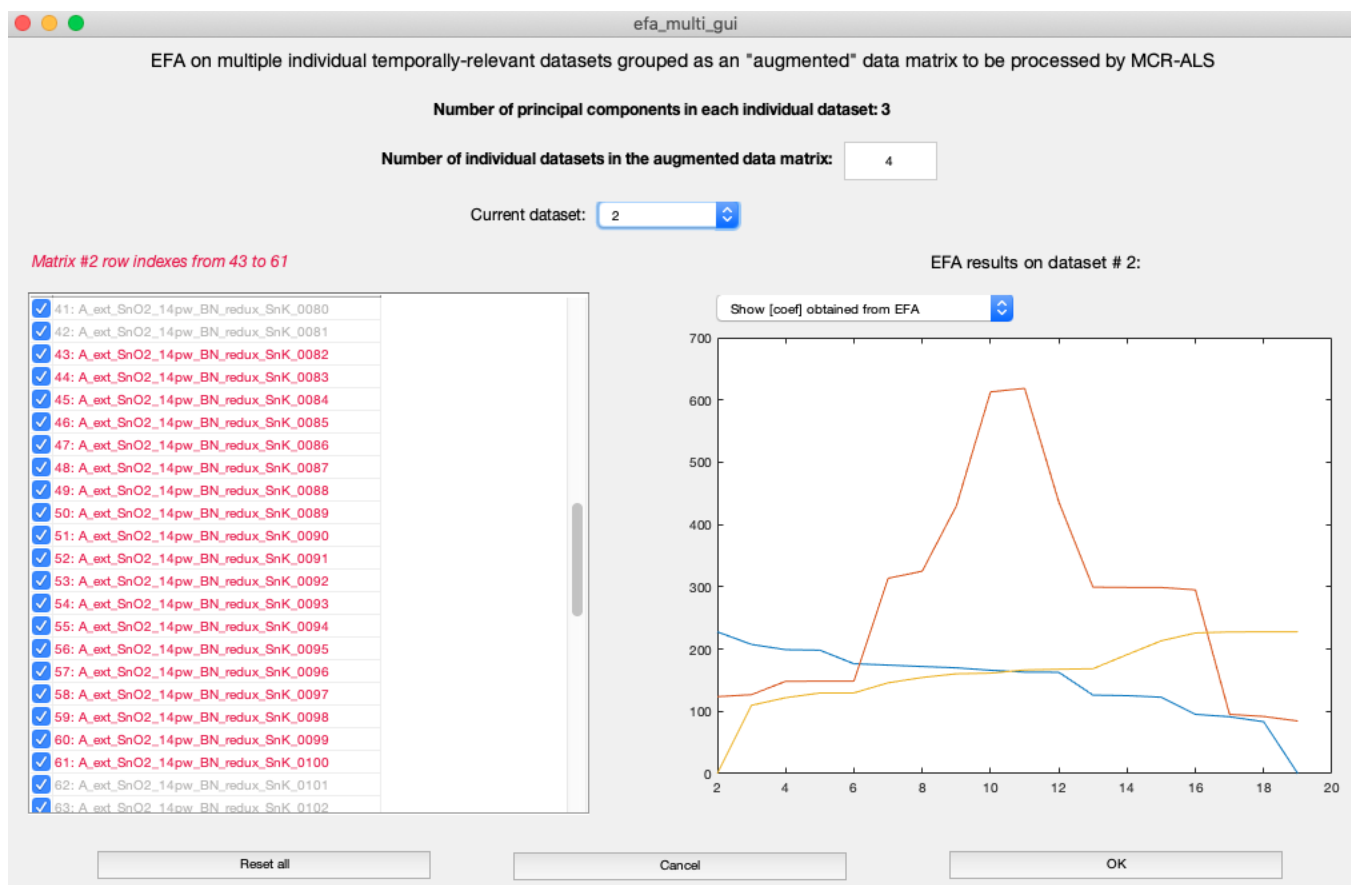 efa_multi_gui
EFA on multiple individual temporally-relevant datasets grouped as an "augmented" data matrix to be processed by MCR-ALS
Number of principal components in each individual dataset: 3
Number of individual datasets in the augmented data matrix: 4
Current dataset: 2
Matrix #2 row indexes from 43 to 61
41: A_ext_SnO2_14pw_BN_redux_SnK_0080
42: A_ext_SnO2_14pw_BN_redux_SnK_0081
43: A_ext_SnO2_14pw_BN_redux_SnK_0082
44: A_ext_SnO2_14pw_BN_redux_SnK_0083
45: A_ext_SnO2_14pw_BN_redux_SnK_0084
46: A_ext_SnO2_14pw_BN_redux_SnK_0085
47: A_ext_SnO2_14pw_BN_redux_SnK_0086
48: A_ext_SnO2_14pw_BN_redux_SnK_0087
49: A_ext_SnO2_14pw_BN_redux_SnK_0088
50: A_ext_SnO2_14pw_BN_redux_SnK_0089
51: A_ext_SnO2_14pw_BN_redux_SnK_0090
52: A_ext_SnO2_14pw_BN_redux_SnK_0091
53: A_ext_SnO2_14pw_BN_redux_SnK_0092
54: A_ext_SnO2_14pw_BN_redux_SnK_0093
55: A_ext_SnO2_14pw_BN_redux_SnK_0094
56: A_ext_SnO2_14pw_BN_redux_SnK_0095
57: A_ext_SnO2_14pw_BN_redux_SnK_0096
58: A_ext_SnO2_14pw_BN_redux_SnK_0097
59: A_ext_SnO2_14pw_BN_redux_SnK_0098
60: A_ext_SnO2_14pw_BN_redux_SnK_0099
61: A_ext_SnO2_14pw_BN_redux_SnK_0100
62: A_ext_SnO2_14pw_BN_redux_SnK_0101
63: A_ext_SnO2_14pw_BN_redux_SnK_0102
EFA results on dataset # 2:
Show [coef] obtained from EFA
700
600
500
400
300
200
100
0
2 4 6 8 10 12 14 16 18 20
Reset all
Cancel
OK